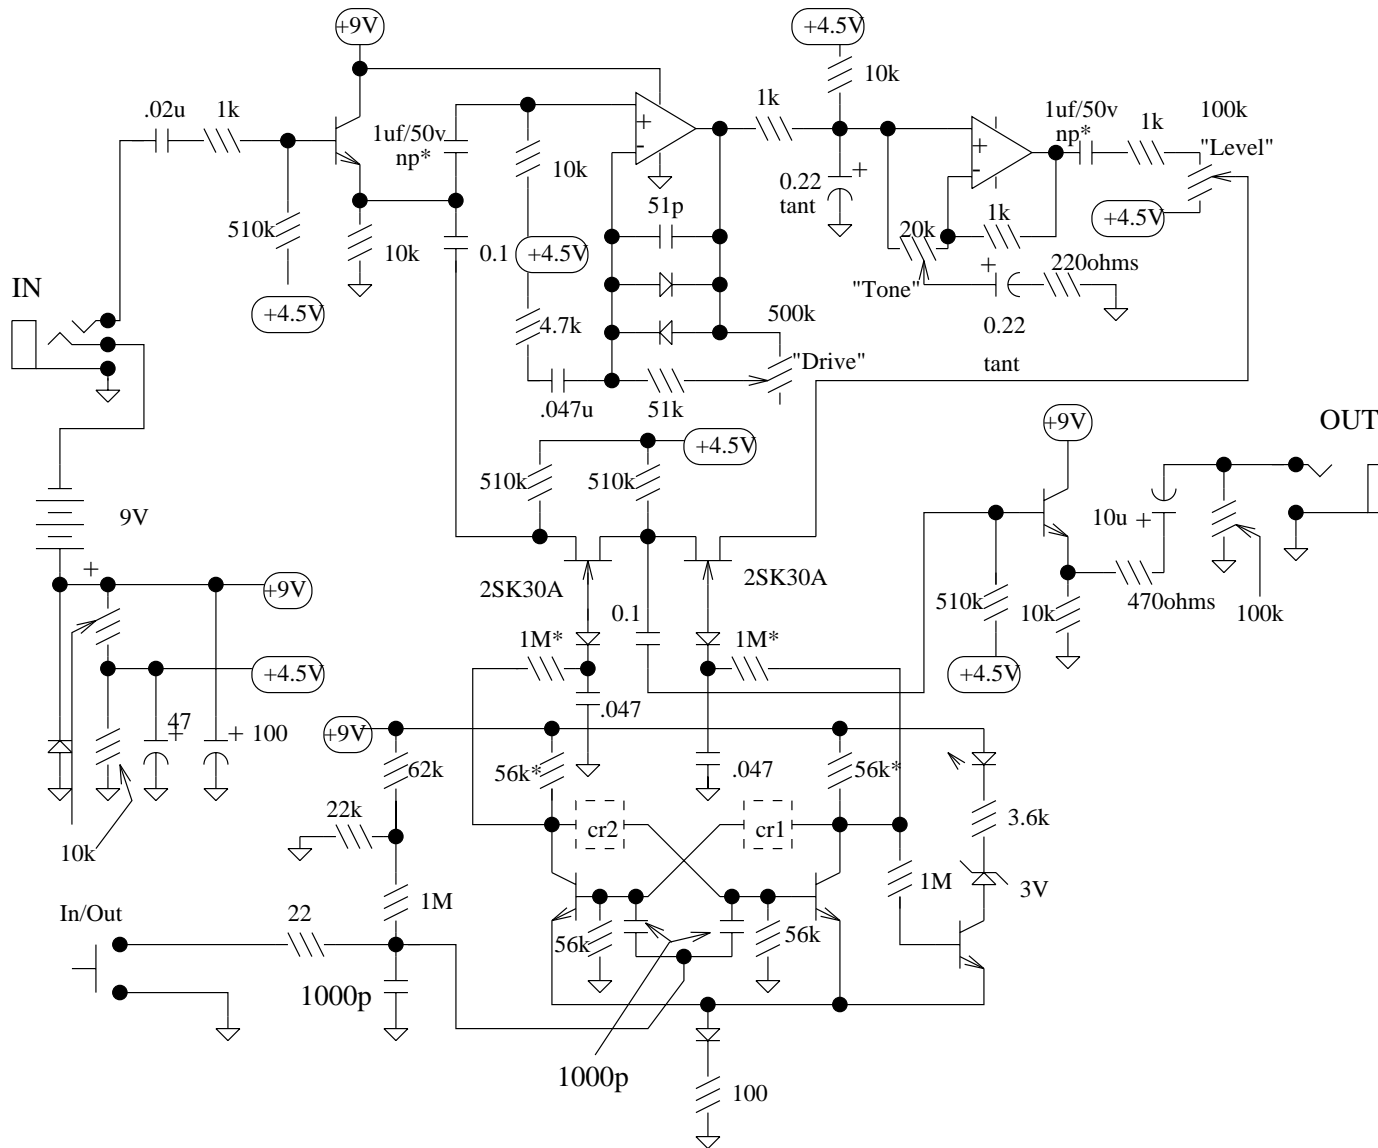 +9V
+4.5V
.02u
1k
1uf/50v
np*
1k
10k
1uf/50v
np*
1k
100k
"Level"
+
-
+
-
10k
0.22
tant
+
510k
10k
0.1
51p
+4.5V
20k
1k
+4.5V
220ohms
IN
+4.5V
"Tone"
+
0.22
tant
4.7k
500k
"Drive"
.047u
51k
+4.5V
+9V
OUT
510k
510k
9V
10u
+
+
+9V
2SK30A
2SK30A
510k
10k
470ohms
100k
0.1
1M*
1M*
+4.5V
+4.5V
.047
47
+
+
100
+9V
62k
56k*
.047
56k*
22k
cr2
cr1
3.6k
10k
1M
1M
3V
In/Out
22
56k
56k
1000p
1000p
100